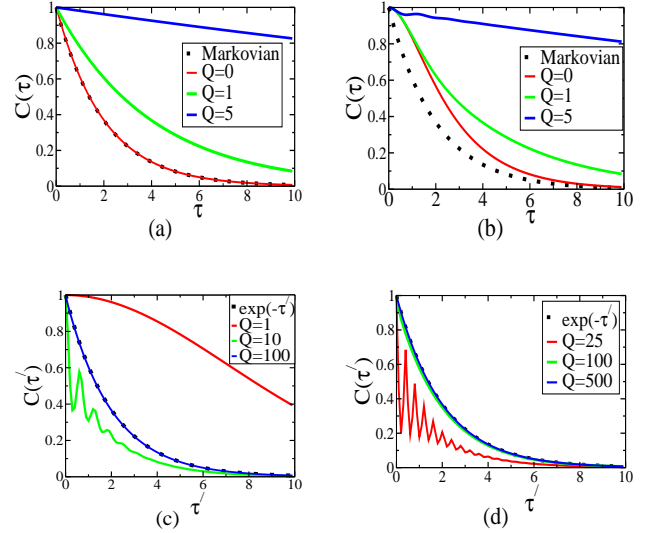 1
0.8
0.6
0.4
0.2
0
C(τ)
Markovian
Q=0
Q=1
Q=5
0 2 4 6 8 10
τ
(a)
1
0.8
0.6
0.4
0.2
0
C(τ)
Markovian
Q=0
Q=1
Q=5
0 2 4 6 8 10
τ
(b)
1
0.8
0.6
0.4
0.2
0
C(τ′)
exp(-τ′)
Q=1
Q=10
Q=100
0 2 4 6 8 10
τ′
(c)
1
0.8
0.6
0.4
0.2
0
C(τ′)
exp(-τ′)
Q=25
Q=100
Q=500
0 2 4 6 8 10
τ′
(d)